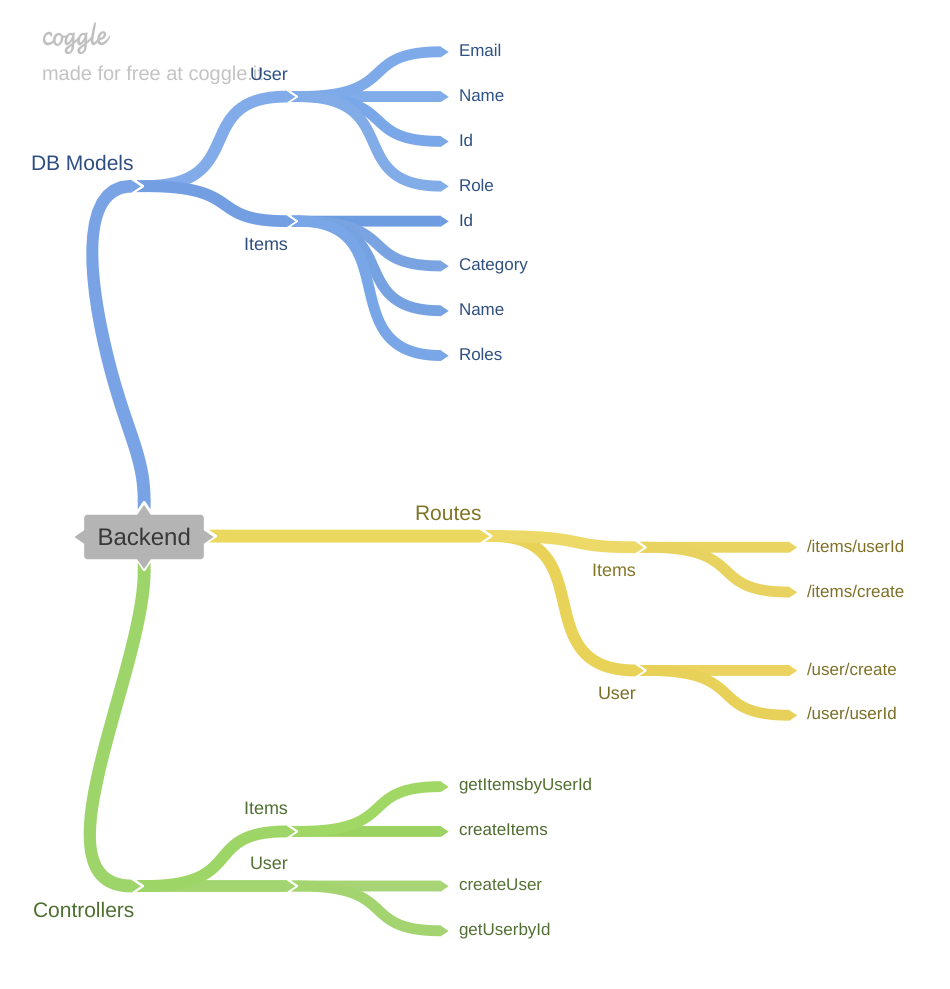 coggle
made for free at coggle.it
User
Email
Name
Id
Role
DB Models
Items
Id
Category
Name
Roles
Backend
Routes
Items
/items/userId
/items/create
User
/user/create
/user/userId
Items
getItemsbyUserId
createItems
User
createUser
getUserbyId
Controllers